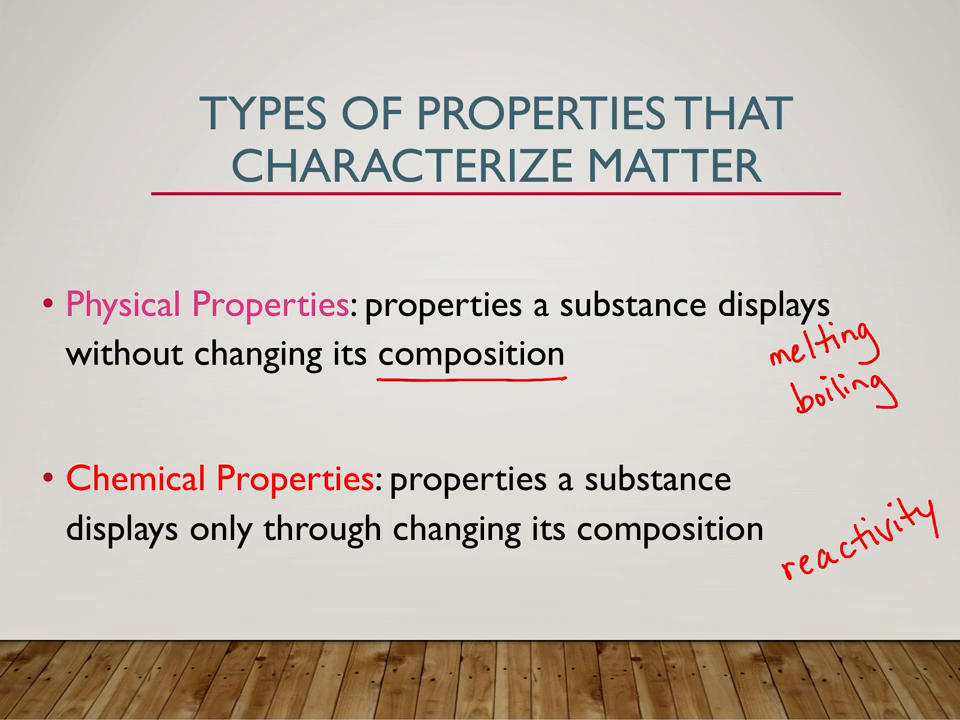 TYPES OF PROPERTIES THAT
CHARACTERIZE MATTER
• Physical Properties: properties a substance displays
without changing its composition
melting
boiling
• Chemical Properties: properties a substance
displays only through changing its composition
reactivity